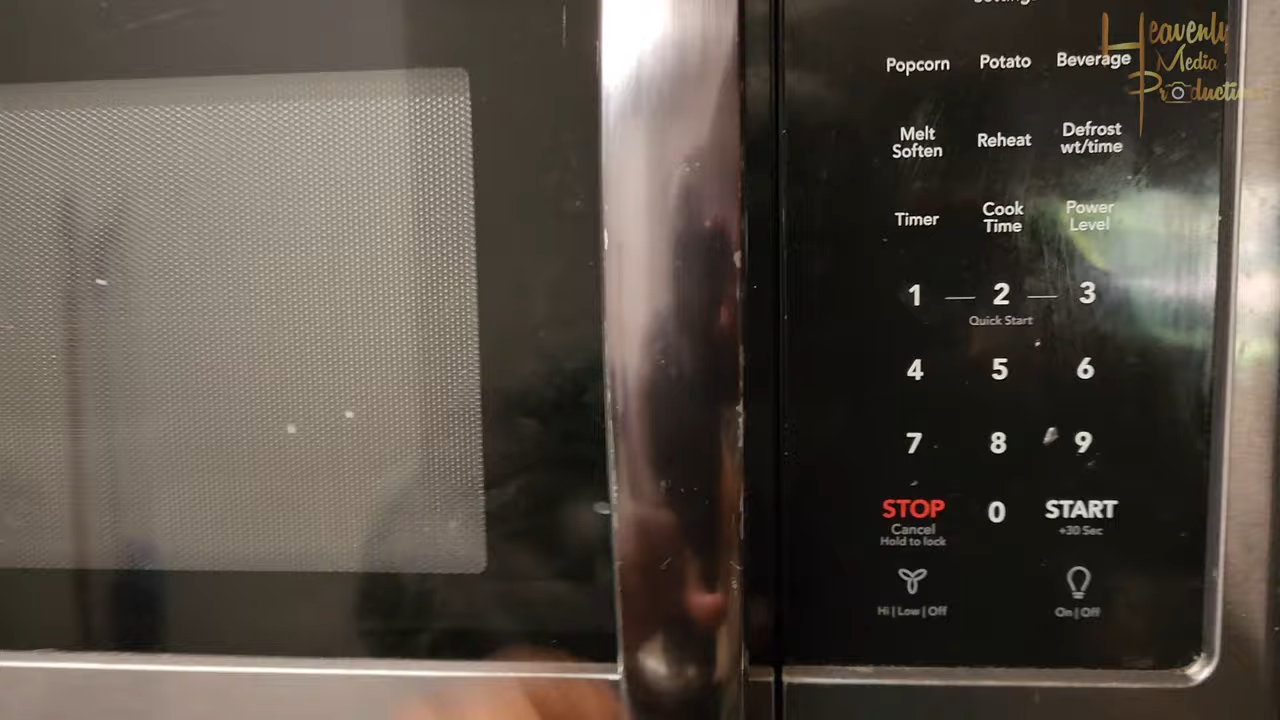 Settings
Heavenly
Media
Productions
Popcorn Potato Beverage
Melt
Soften
Reheat
Defrost
wt/time
Timer
Cook
Time
Power
Level
1 — 2 — 3
Quick Start
4 5 6
7 8 9
STOP
Cancel
Hold to lock
0
START
+30 Sec
Hi | Low | Off
On | Off